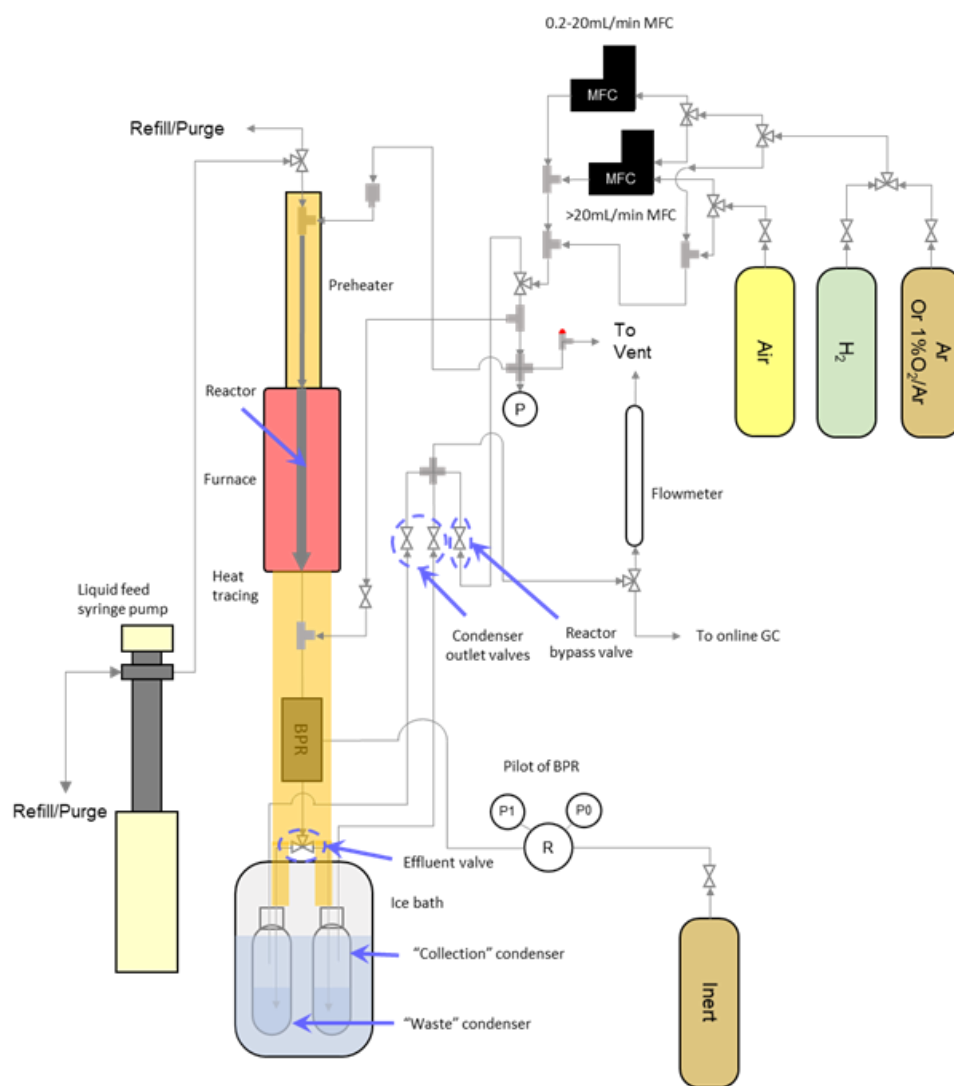 0.2-20mL/min MFC
MFC
Refill/Purge
MFC
>20mL/min MFC
Preheater
To
Vent
Air
H2
Ar
Or 1%O2/Ar
Reactor
P
Furnace
Flowmeter
Heat
tracing
Liquid feed
syringe pump
Condenser
outlet valves
Reactor
bypass valve
To online GC
BPR
Pilot of BPR
Refill/Purge
P1
P0
R
Effluent valve
Ice bath
"Collection" condenser
"Waste" condenser
Inert